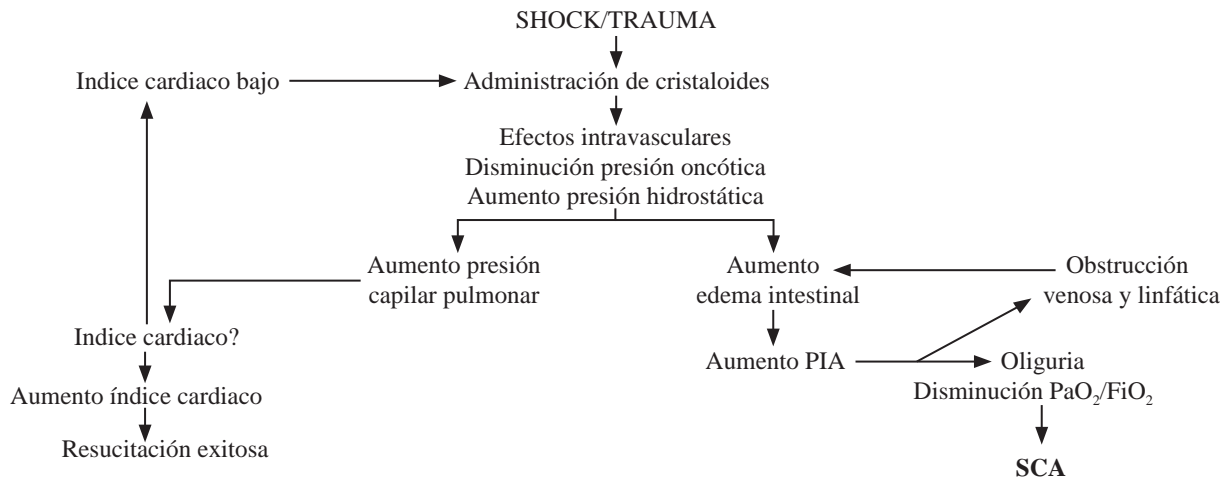 SHOCK/TRAUMA
Indice cardiaco bajo
Administración de cristaloides
Efectos intravasculares
Disminución presión oncótica
Aumento presión hidrostática
Aumento presión
capilar pulmonar
Aumento
edema intestinal
Obstrucción
venosa y linfática
Indice cardiaco?
Aumento PIA
Oliguria
Disminución PaO₂/FiO₂
Aumento índice cardiaco
Resucitación exitosa
SCA